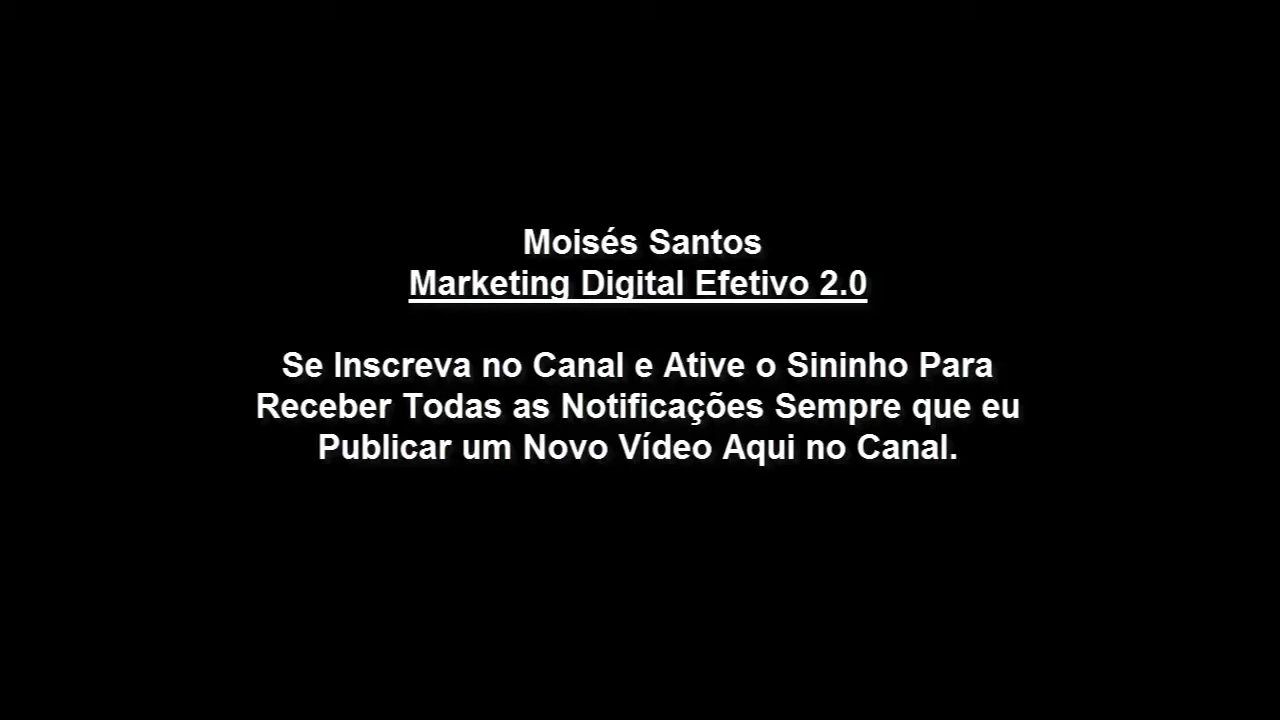 Moisés Santos
Marketing Digital Efetivo 2.0
Se Inscreva no Canal e Ative o Sininho Para
Receber Todas as Notificações Sempre que eu
Publicar um Novo Vídeo Aqui no Canal.